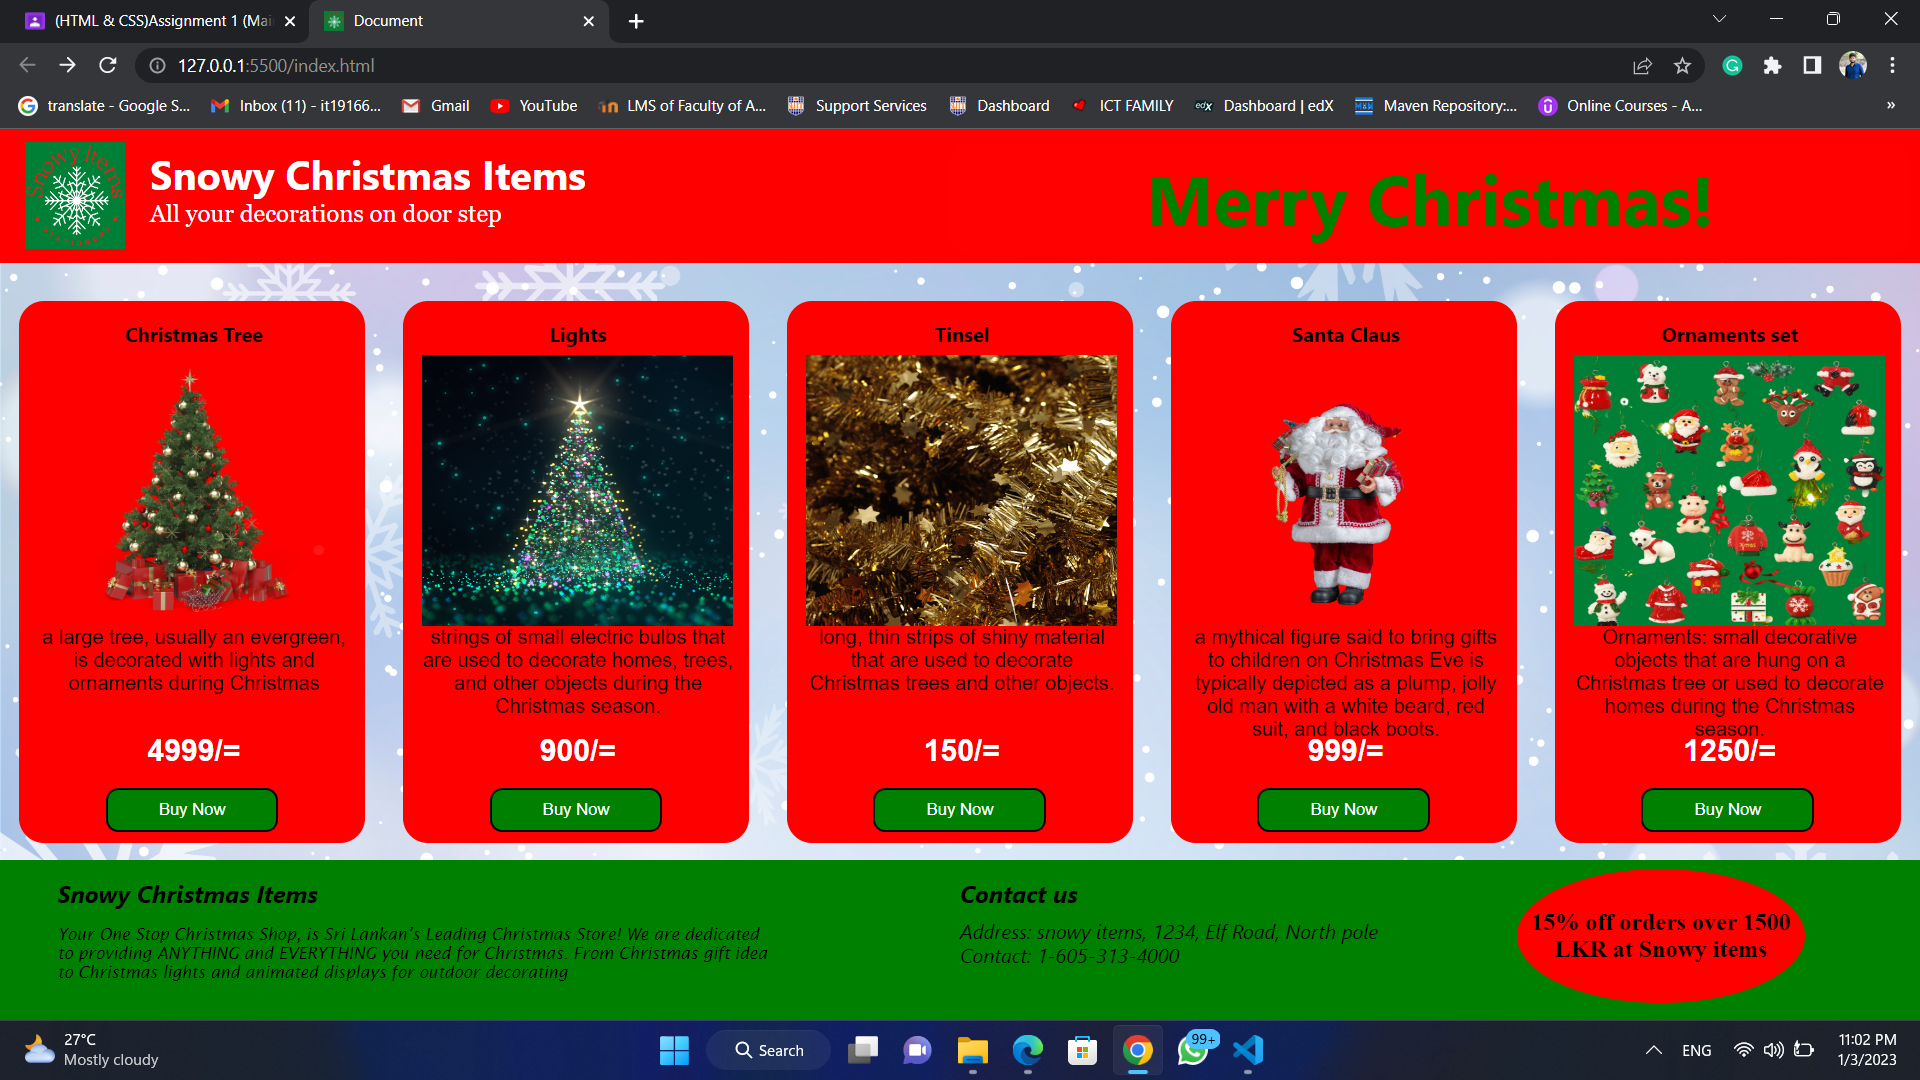 (HTML & CSS)Assignment 1 (Mai
Document
127.0.0.1:5500/index.html
translate - Google S...
Inbox (11) - it19166...
Gmail
YouTube
LMS of Faculty of A...
Support Services
Dashboard
ICT FAMILY
edX
Dashboard | edX
Maven Repository:...
Online Courses - A...
»
Snowy items
Snowy Christmas Items
All your decorations on door step
Merry Christmas!
Christmas Tree
a large tree, usually an evergreen,
is decorated with lights and
ornaments during Christmas
4999/=
Buy Now
Lights
strings of small electric bulbs that
are used to decorate homes, trees,
and other objects during the
Christmas season.
900/=
Buy Now
Tinsel
long, thin strips of shiny material
that are used to decorate
Christmas trees and other objects.
150/=
Buy Now
Santa Claus
a mythical figure said to bring gifts
to children on Christmas Eve is
typically depicted as a plump, jolly
old man with a white beard, red
suit, and black boots.
999/=
Buy Now
Ornaments set
Ornaments: small decorative
objects that are hung on a
Christmas tree or used to decorate
homes during the Christmas
season.
1250/=
Buy Now
Snowy Christmas Items
Your One Stop Christmas Shop, is Sri Lankan's Leading Christmas Store! We are dedicated
to providing ANYTHING and EVERYTHING you need for Christmas. From Christmas gift idea
to Christmas lights and animated displays for outdoor decorating
Contact us
Address: snowy items, 1234, Elf Road, North pole
Contact: 1-605-313-4000
15% off orders over 1500
LKR at Snowy items
27°C
Mostly cloudy
Search
99+
ENG
11:02 PM
1/3/2023